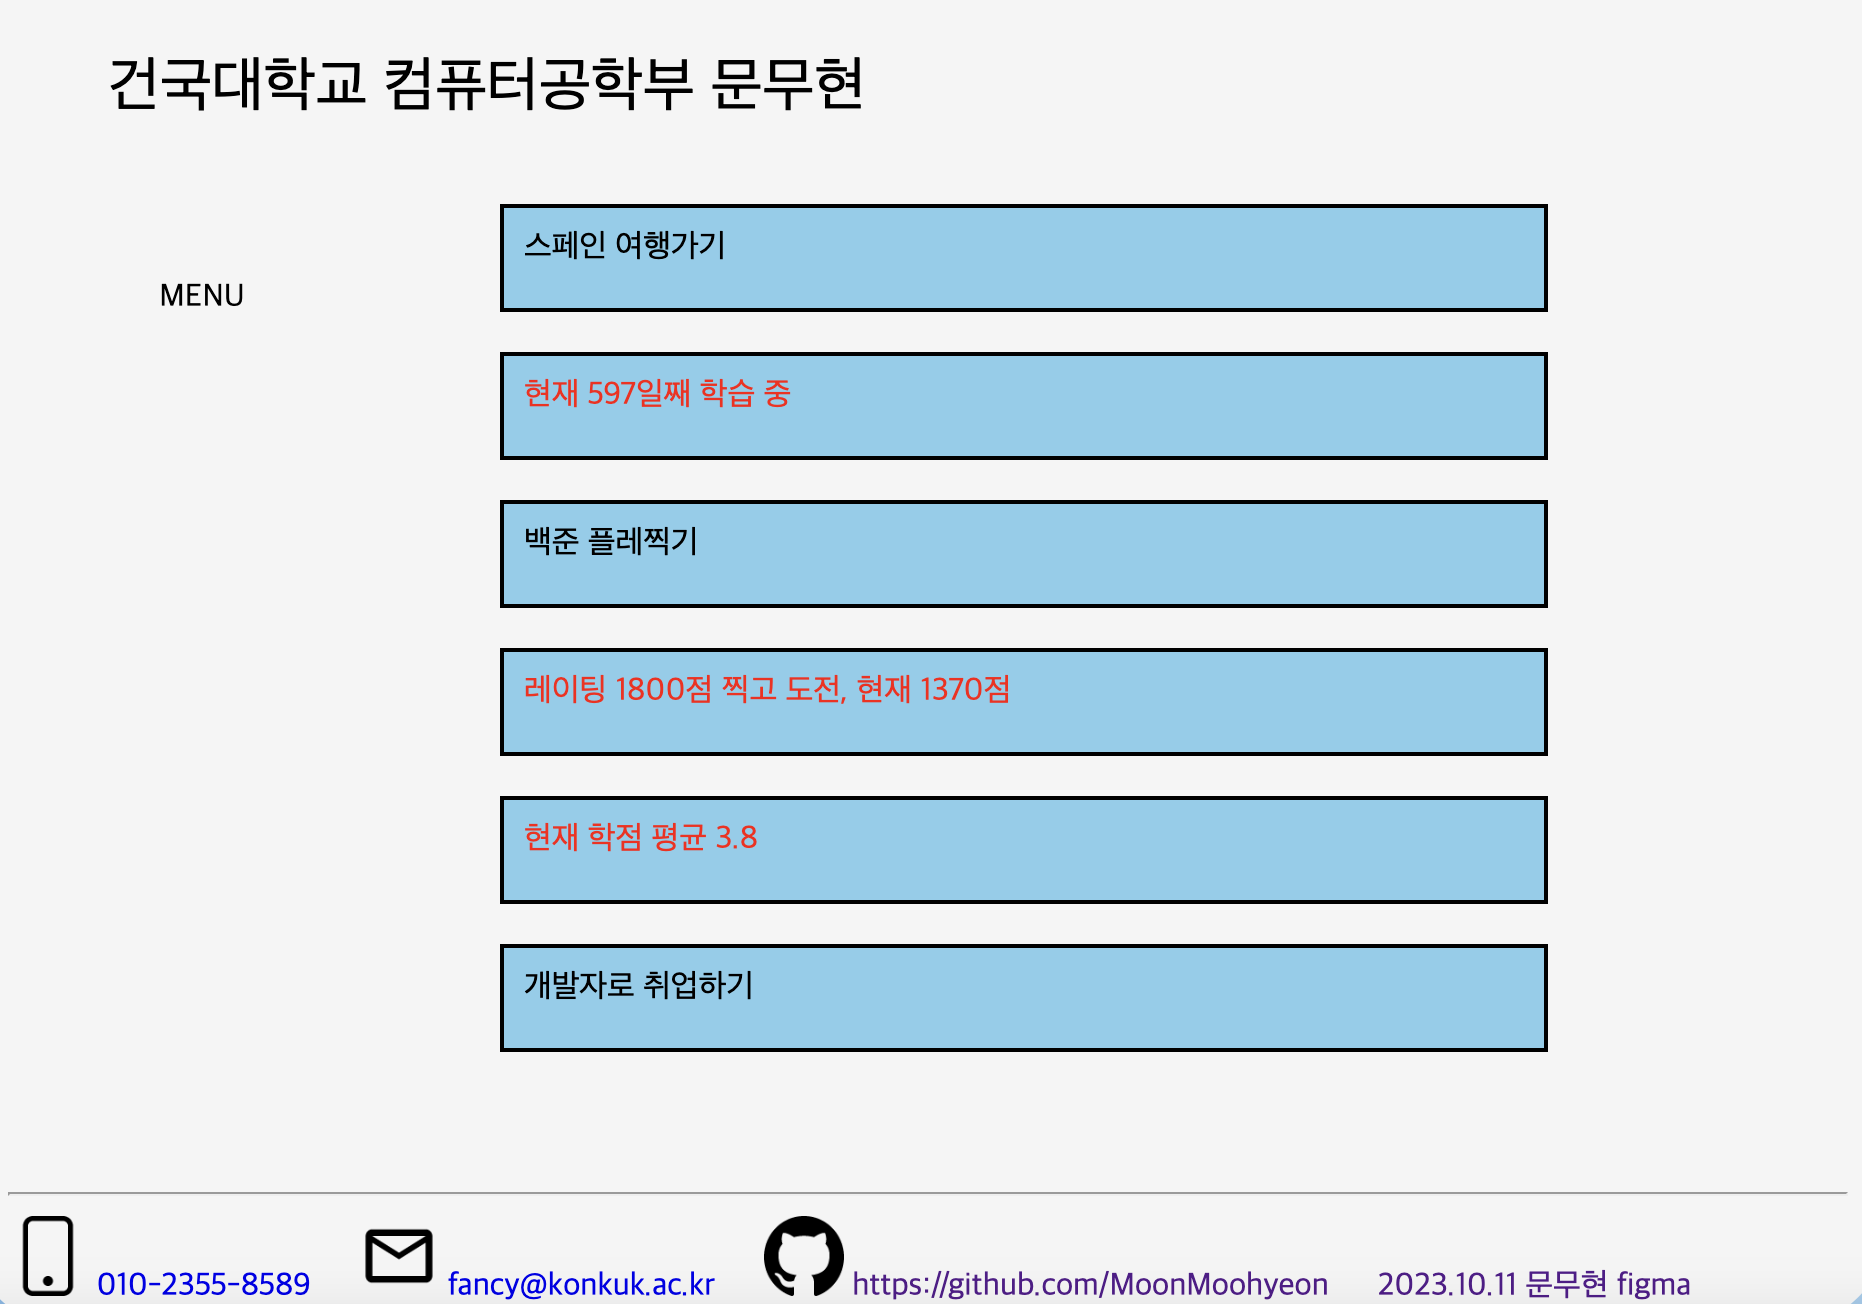 건국대학교 컴퓨터공학부 문무현
MENU
스페인 여행가기
현재 597일째 학습 중
백준 플레찍기
레이팅 1800점 찍고 도전, 현재 1370점
현재 학점 평균 3.8
개발자로 취업하기
010-2355-8589 fancy@konkuk.ac.kr https://github.com/MoonMoohyeon 2023.10.11 문무현 figma